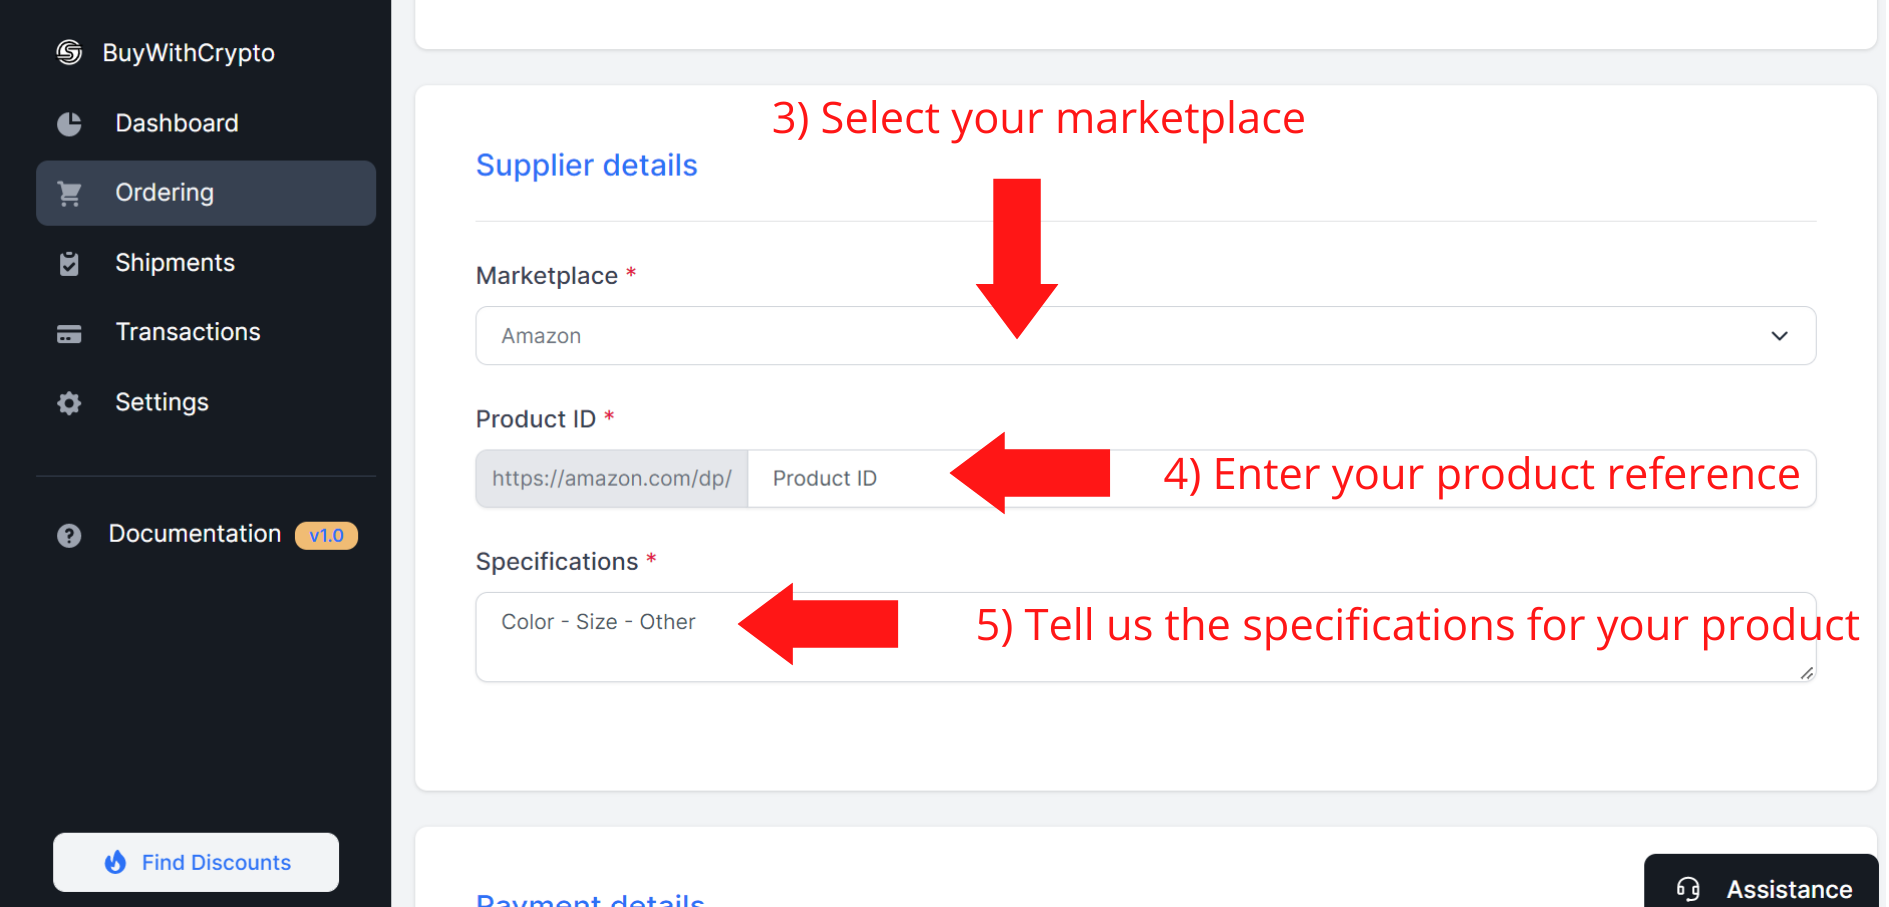 BuyWithCrypto
Dashboard
Ordering
Shipments
Transactions
Settings
Documentation v1.0
Find Discounts
3) Select your marketplace
Supplier details
Marketplace *
Amazon
Product ID *
https://amazon.com/dp/ Product ID
4) Enter your product reference
Specifications *
Color - Size - Other
5) Tell us the specifications for your product
Payment details
Assistance